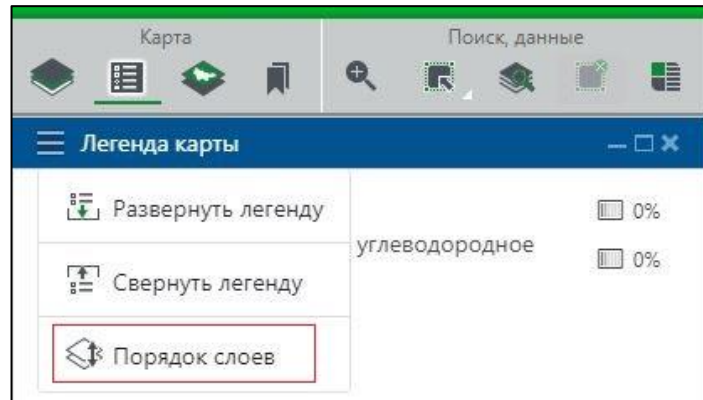 Карта
Поиск, данные
Легенда карты
Развернуть легенду
0%
углеводородное
0%
Свернуть легенду
Порядок слоев